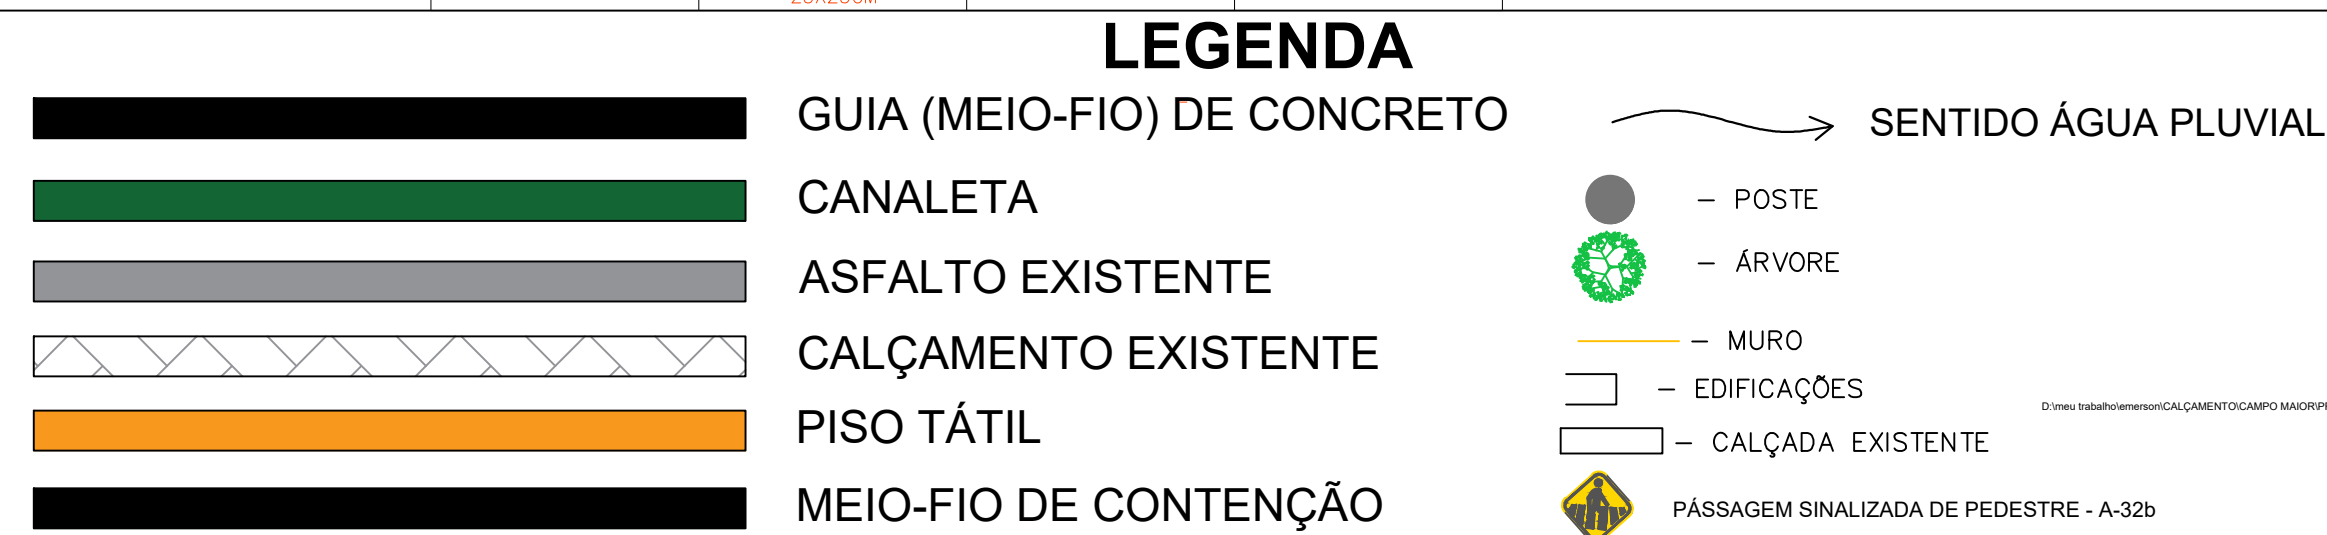 LEGENDA
GUIA (MEIO-FIO) DE CONCRETO
CANALETA
ASFALTO EXISTENTE
CALÇAMENTO EXISTENTE
PISO TÁTIL
MEIO-FIO DE CONTENÇÃO
SENTIDO ÁGUA PLUVIAL
– POSTE
– ÁRVORE
– MURO
– EDIFICAÇÕES
D:\meu trabalho\emerson\CALÇAMENTO\CAMPO MAIOR\
– CALÇADA EXISTENTE
PÁSSAGEM SINALIZADA DE PEDESTRE - A-32b